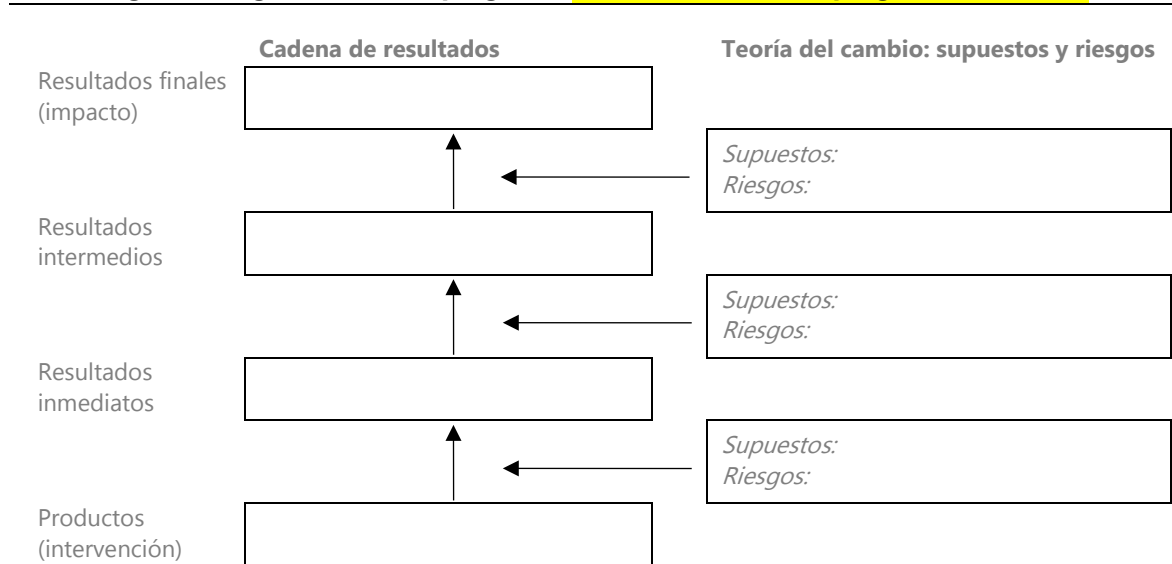 Cadena de resultados
Teoría del cambio: supuestos y riesgos
Resultados finales
(impacto)
Supuestos:
Riesgos:
Resultados
intermedios
Supuestos:
Riesgos:
Resultados
inmediatos
Supuestos:
Riesgos:
Productos
(intervención)